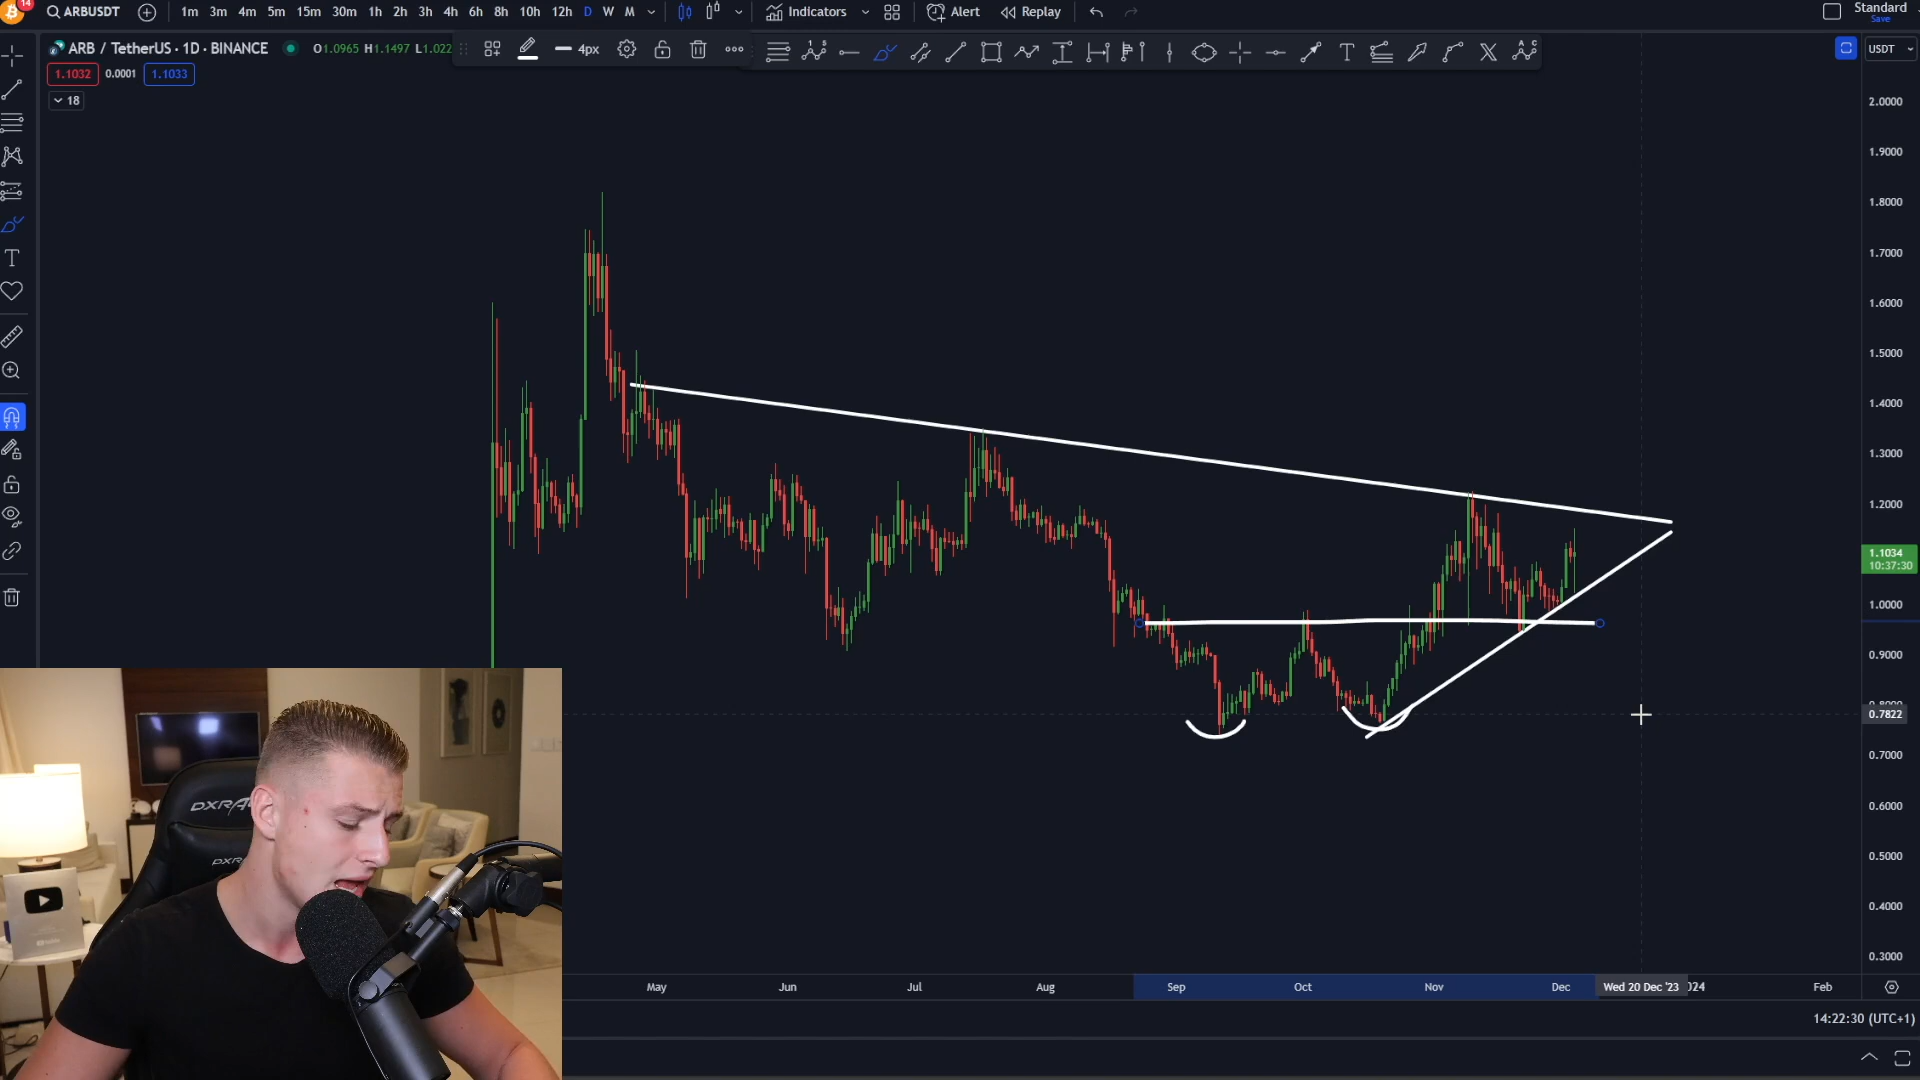 14
ARBUSDT 1m 3m 4m 5m 15m 30m 1h 2h 3h 4h 6h 8h 10h 12h D W M Indicators Alert Replay Standard
Save
ARB / TetherUS · 1D · BINANCE O1.0965 H1.1497 L1.022 4px USDT
1.1032 0.0001 1.1033
18
2.0000
1.9000
1.8000
1.7000
1.6000
1.5000
1.4000
1.3000
1.2000
1.1034
10:37:30
1.0000
0.9000
0.7822
0.7000
0.6000
0.5000
0.4000
0.3000
DXRA
DXR
May Jun Jul Aug Sep Oct Nov Dec Wed 20 Dec '23 024 Feb
14:22:30 (UTC+1)